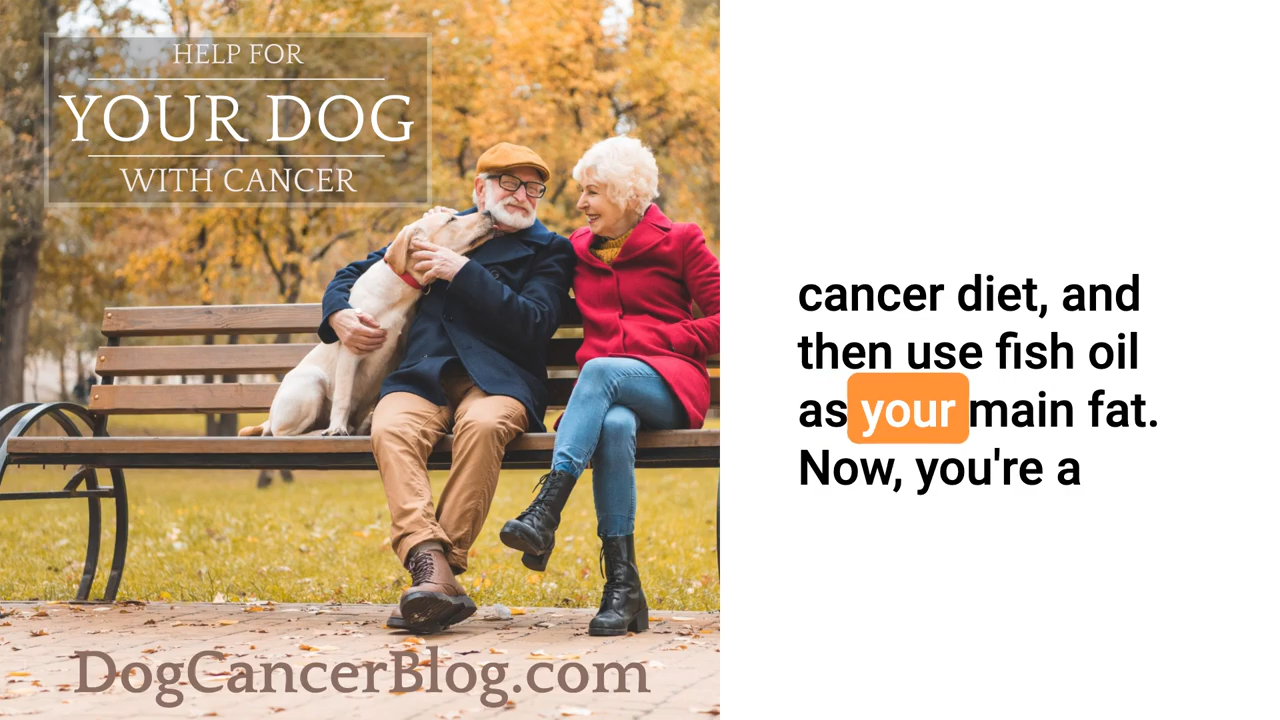 HELP FOR
YOUR DOG
WITH CANCER
DogCancerBlog.com
cancer diet, and
then use fish oil
as your main fat.
Now, you're a